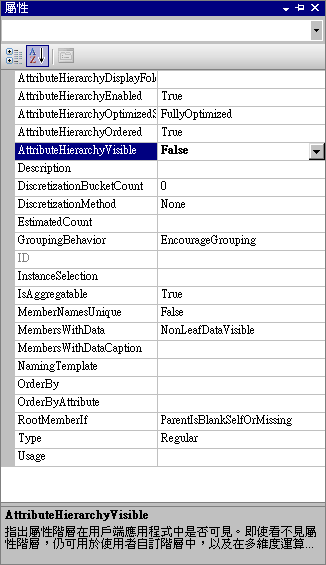 屬性
AttributeHierarchyDisplayFol
AttributeHierarchyEnabled True
AttributeHierarchyOptimizedS FullyOptimized
AttributeHierarchyOrdered True
AttributeHierarchyVisible False
Description
DiscretizationBucketCount 0
DiscretizationMethod None
EstimatedCount
GroupingBehavior EncourageGrouping
ID
InstanceSelection
IsAggregatable True
MemberNamesUnique False
MembersWithData NonLeafDataVisible
MembersWithDataCaption
NamingTemplate
OrderBy
OrderByAttribute
RootMemberIf ParentIsBlankSelfOrMissing
Type Regular
Usage
AttributeHierarchyVisible
指出屬性階層在用戶端應用程式中是否可見。即使看不見屬
性階層，仍可用於使用者自訂階層中，以及在多維度運算...